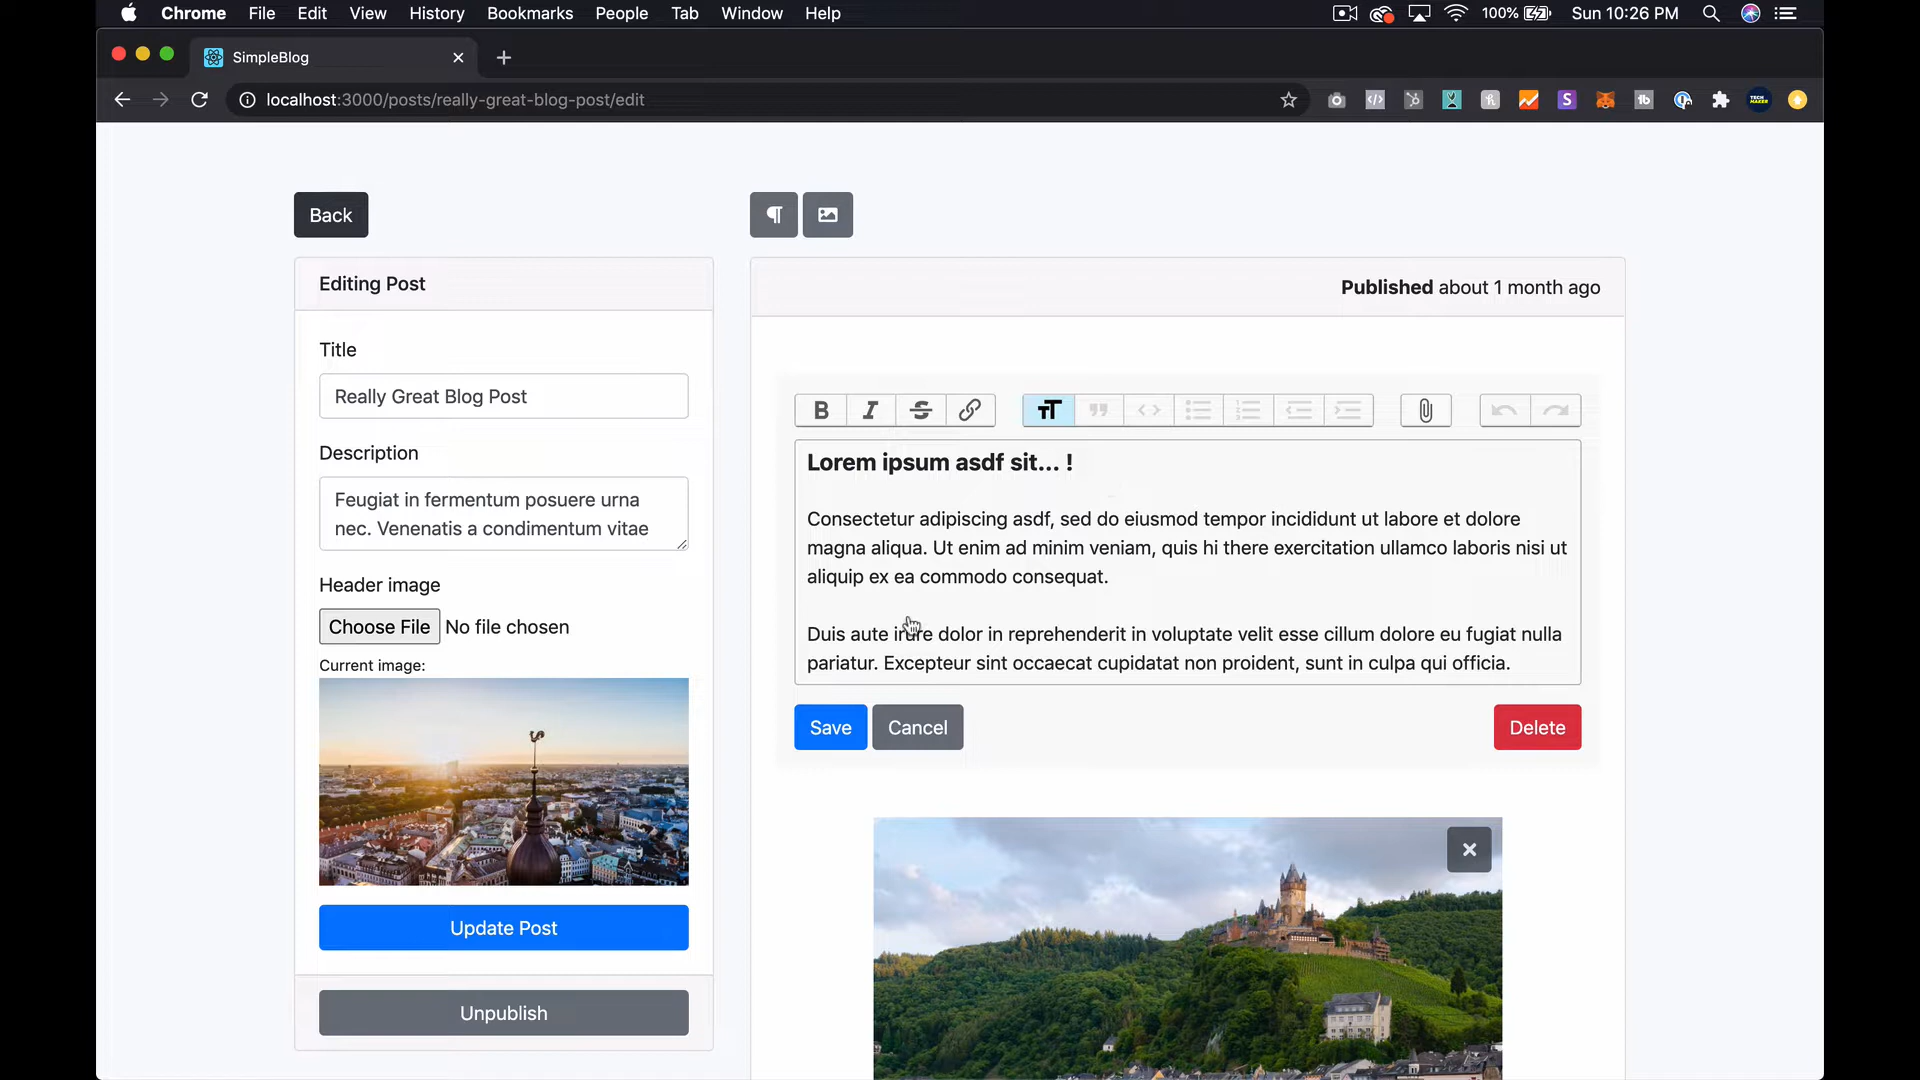 Chrome File Edit View History Bookmarks People Tab Window Help 100% Sun 10:26 PM
SimpleBlog
localhost:3000/posts/really-great-blog-post/edit
Back
Editing Post
Title
Really Great Blog Post
Description
Feugiat in fermentum posuere urna
nec. Venenatis a condimentum vitae
Header image
Choose File No file chosen
Current image:
Update Post
Unpublish
Published about 1 month ago
Lorem ipsum asdf sit... !
Consectetur adipiscing asdf, sed do eiusmod tempor incididunt ut labore et dolore
magna aliqua. Ut enim ad minim veniam, quis hi there exercitation ullamco laboris nisi ut
aliquip ex ea commodo consequat.
Duis aute irure dolor in reprehenderit in voluptate velit esse cillum dolore eu fugiat nulla
pariatur. Excepteur sint occaecat cupidatat non proident, sunt in culpa qui officia.
Save Cancel Delete